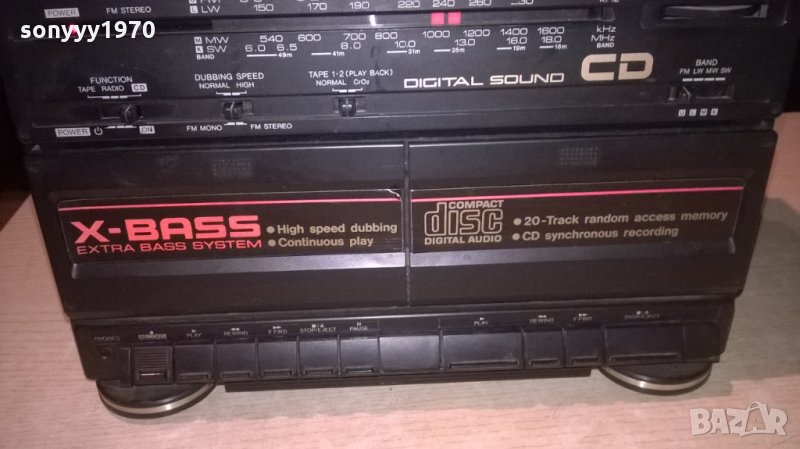 sonyyy1970
POWER
FM STEREO
LW
150 170 220 240 260
MW
540 600 800 1000 1400 1600 kHz
SW
6.0 6.5 8.0 10.0 13.0 16.0 18.0 MHz
BAND
49m 41m 31m 25m 19m 16m
BAND
FUNCTION
TAPE RADIO CD
DUBBING SPEED
NORMAL HIGH
TAPE 1-2 (PLAY BACK)
NORMAL CrO₂
DIGITAL SOUND
CD
BAND
FM LW MW SW
POWER
ON
FM MONO
FM STEREO
U L M K
X-BASS
EXTRA BASS SYSTEM
• High speed dubbing
• Continuous play
COMPACT
disc
DIGITAL AUDIO
• 20-Track random access memory
• CD synchronous recording
PHONES
PLAY
REWIND
F.FWD
STOP/EJECT
PAUSE
PLAY
REWIND
F.FWD
STOP/EJECT
BAZAR